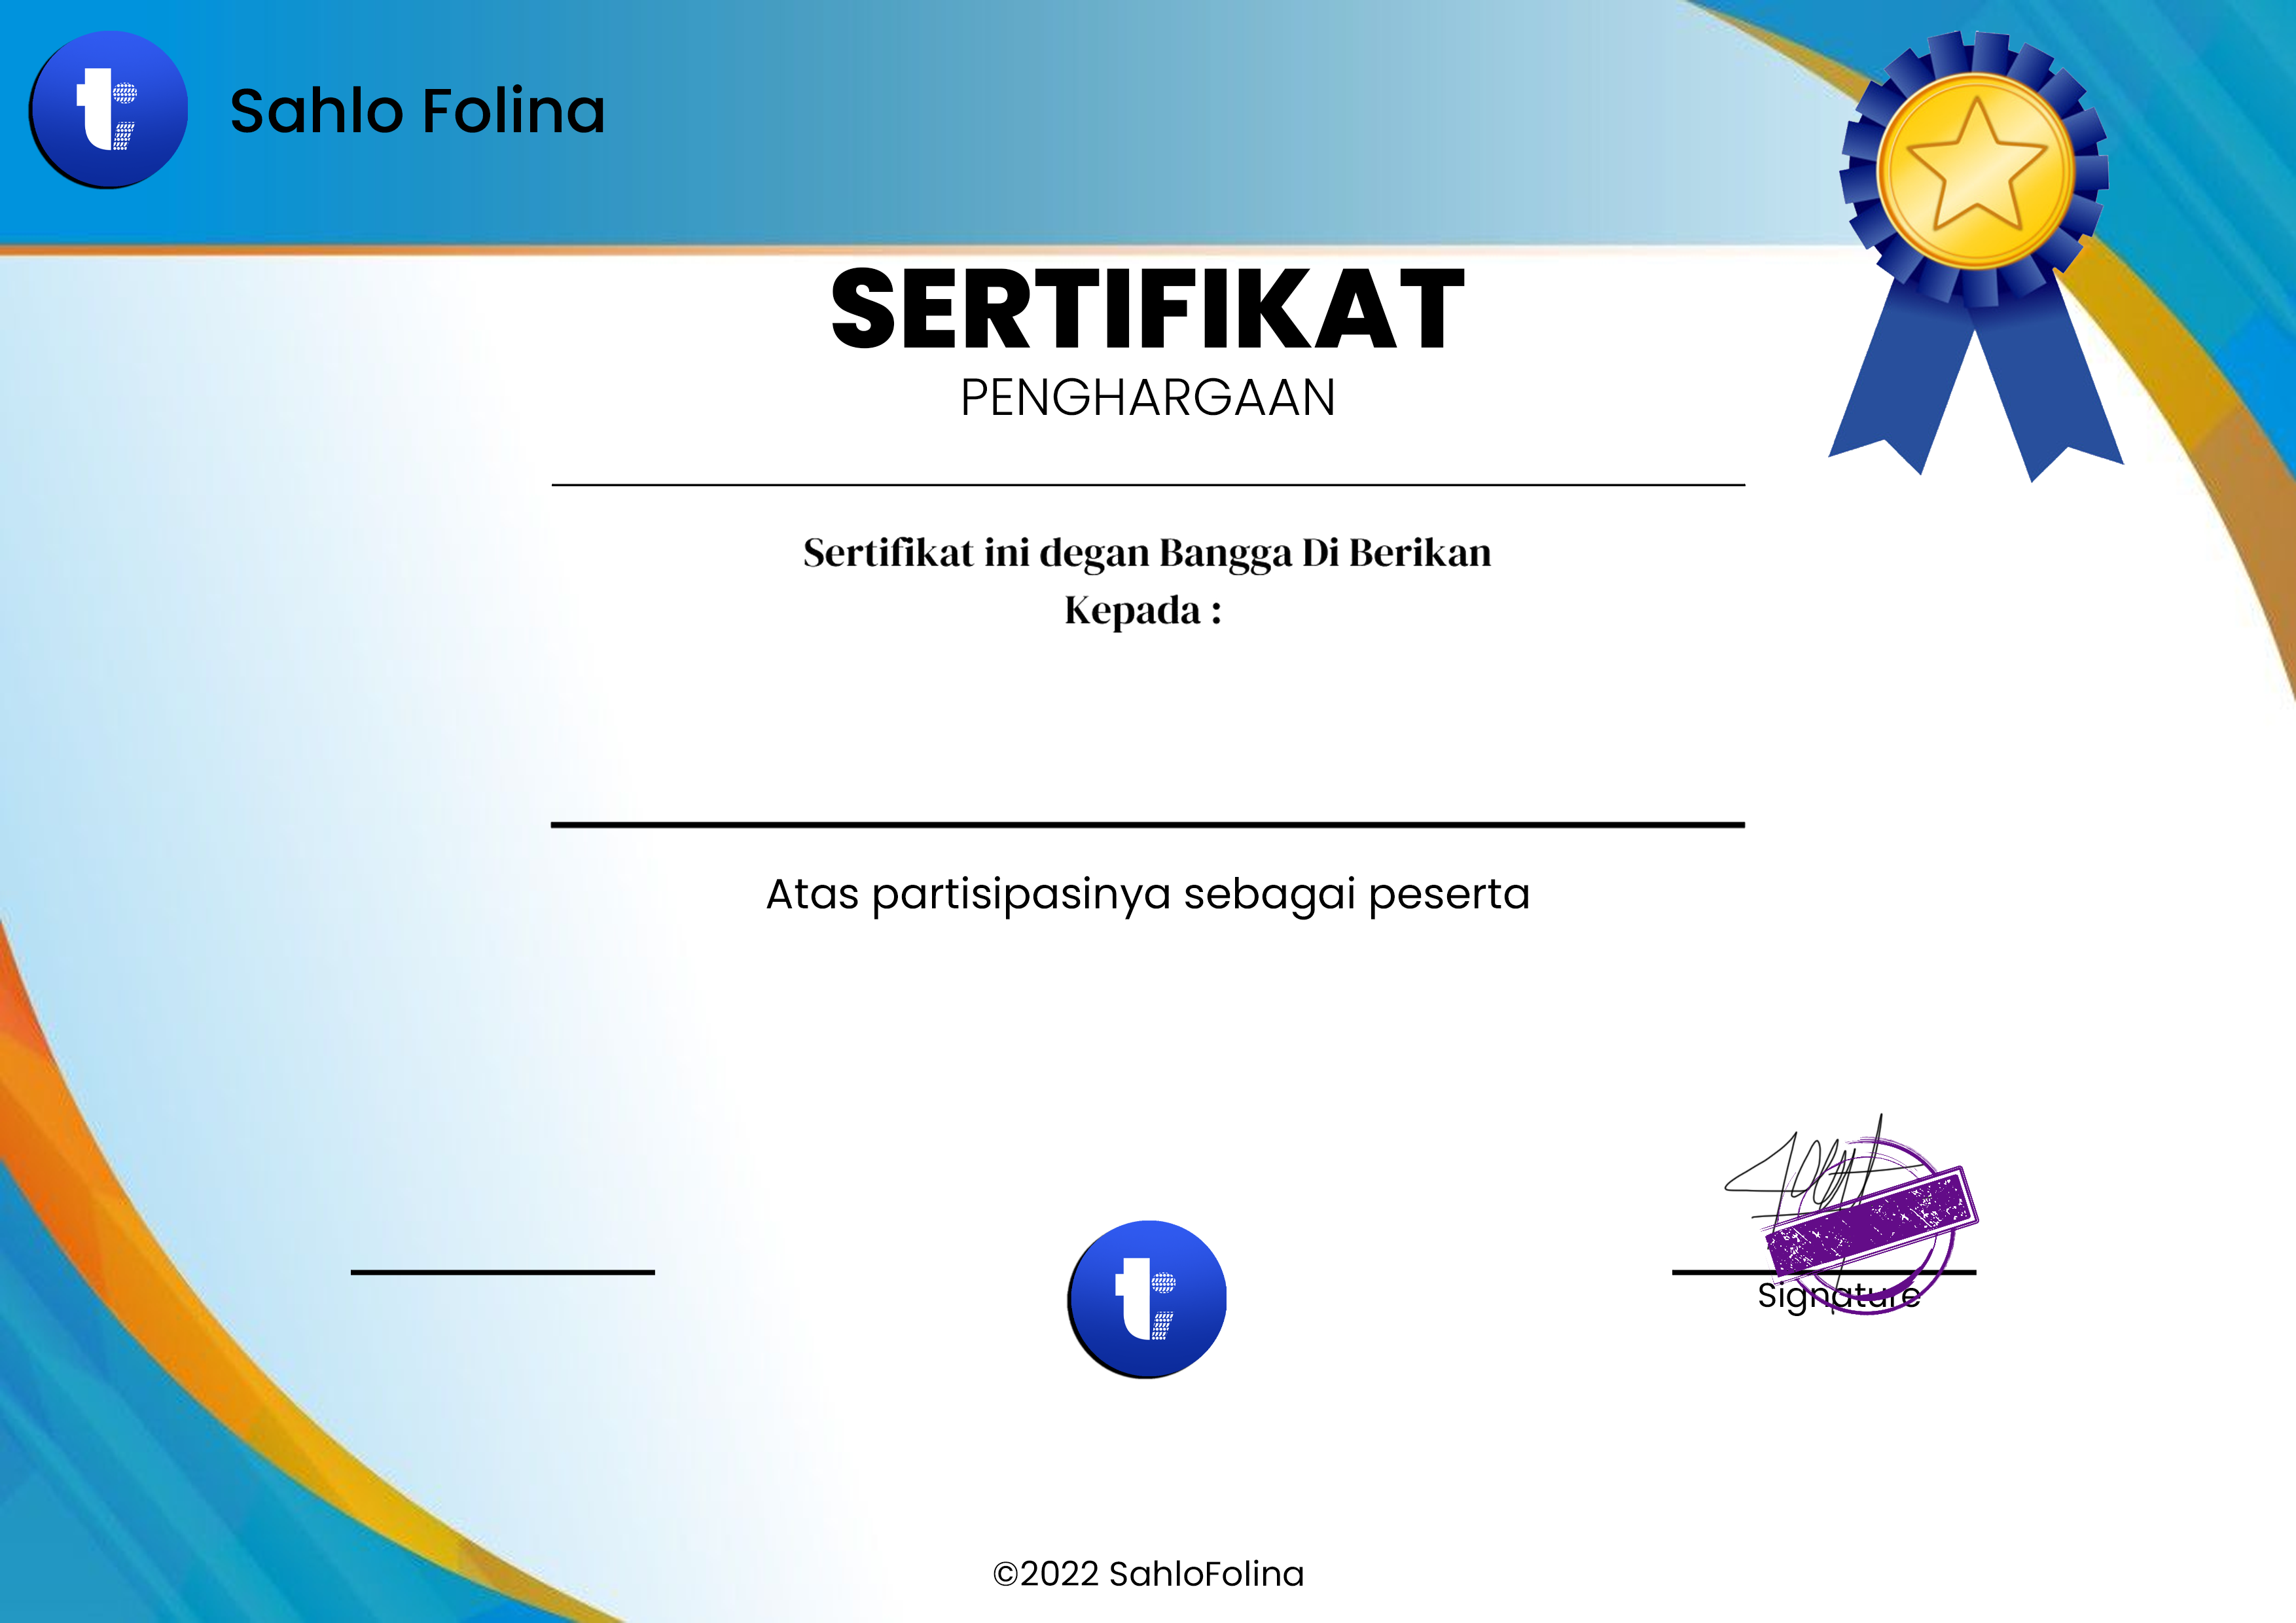 Sahlo Folina
SERTIFIKAT
PENGHARGAAN
Sertifikat ini degan Bangga Di Berikan
Kepada :
Atas partisipasinya sebagai peserta
Signature
©2022 SahloFolina